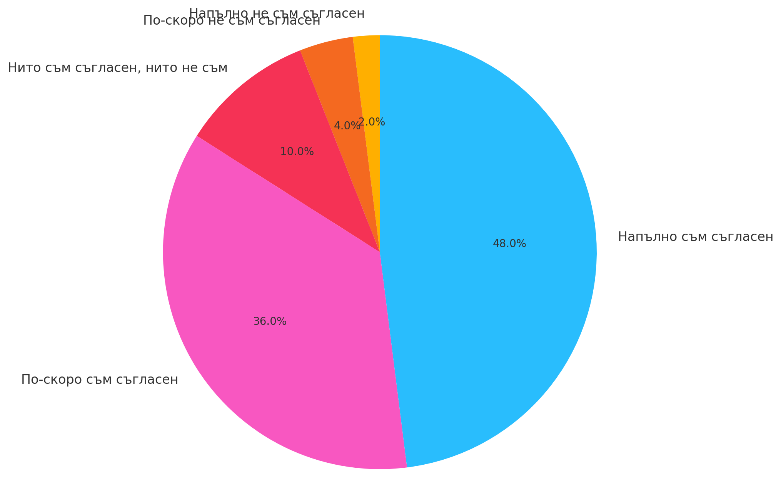 Напълно не съм съгласен
По-скоро не съм съгласен
Нито съм съгласен, нито не съм
4.0%
2.0%
10.0%
Напълно съм съгласен
48.0%
36.0%
По-скоро съм съгласен